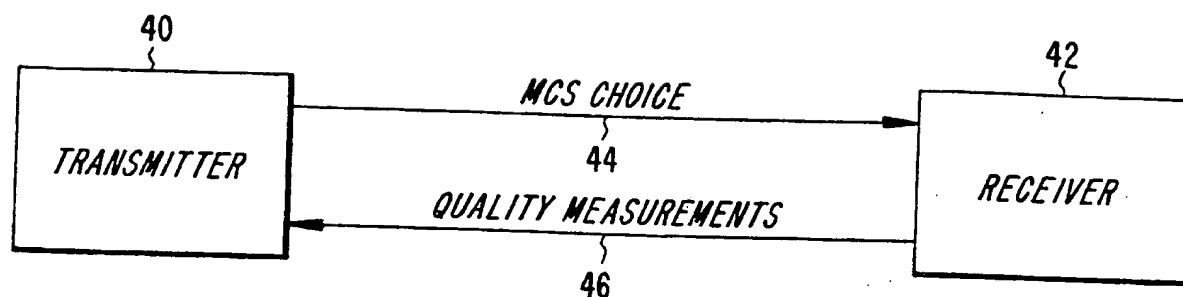 40
42
MCS CHOICE
44
TRANSMITTER
RECEIVER
QUALITY MEASUREMENTS
46